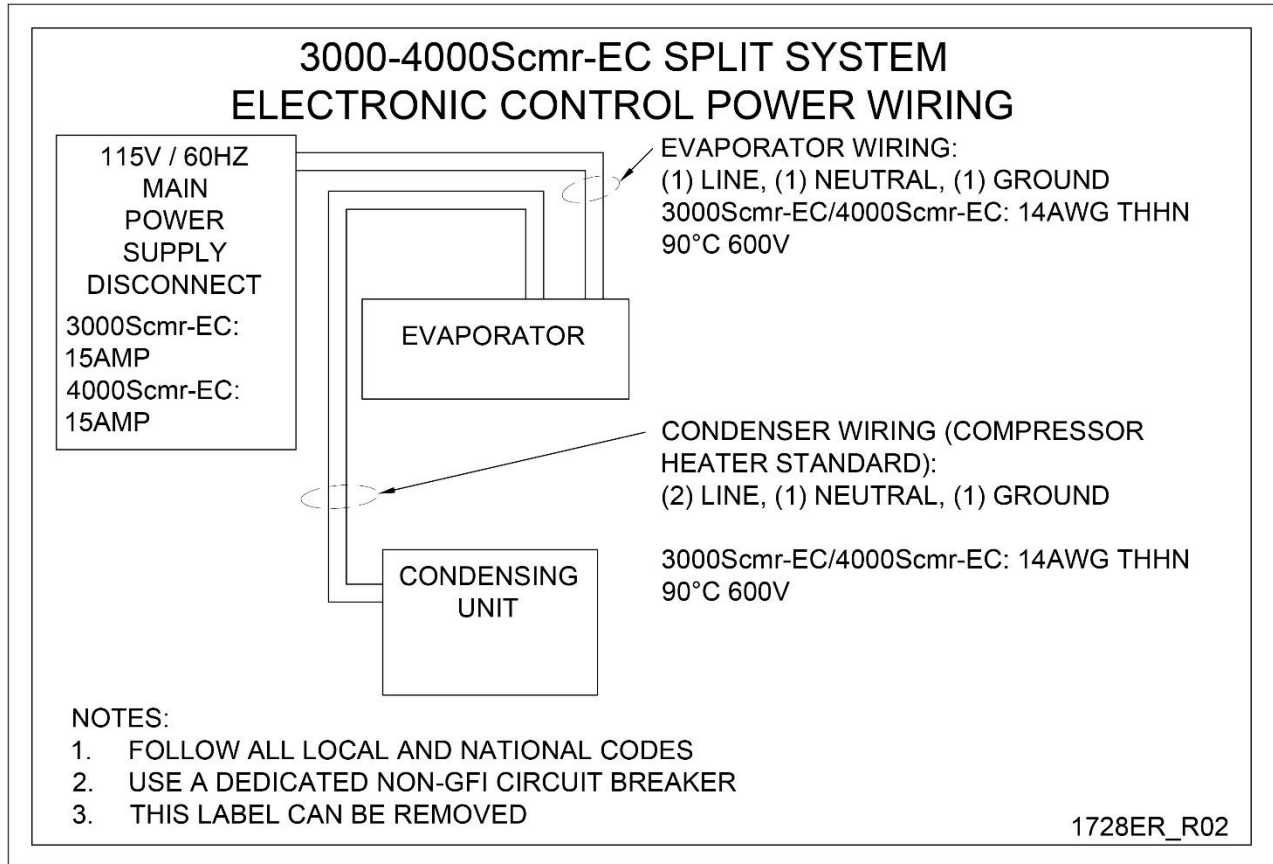 3000-4000Scmr-EC SPLIT SYSTEM
ELECTRONIC CONTROL POWER WIRING
115V / 60HZ
MAIN
POWER
SUPPLY
DISCONNECT
3000Scmr-EC:
15AMP
4000Scmr-EC:
15AMP
EVAPORATOR WIRING:
(1) LINE, (1) NEUTRAL, (1) GROUND
3000Scmr-EC/4000Scmr-EC: 14AWG THHN
90°C 600V
EVAPORATOR
CONDENSER WIRING (COMPRESSOR
HEATER STANDARD):
(2) LINE, (1) NEUTRAL, (1) GROUND
3000Scmr-EC/4000Scmr-EC: 14AWG THHN
90°C 600V
CONDENSING
UNIT
NOTES:
1. FOLLOW ALL LOCAL AND NATIONAL CODES
2. USE A DEDICATED NON-GFI CIRCUIT BREAKER
3. THIS LABEL CAN BE REMOVED
1728ER_R02